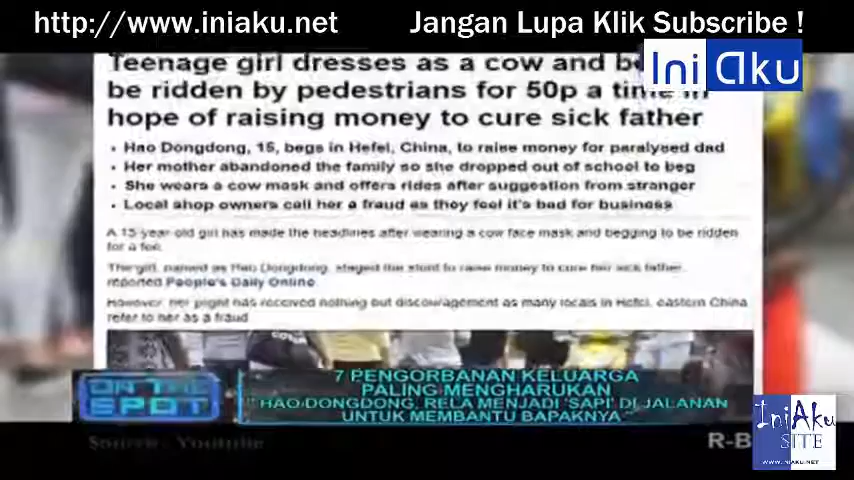 http://www.iniaku.net Jangan Lupa Klik Subscribe !
Teenage girl dresses as a cow and
Ini Aku
be ridden by pedestrians for 50p a time in
hope of raising money to cure sick father
• Hao Dongdong, 15, begs in Hefei, China, to raise money for paralysed dad
• Her mother abandoned the family so she dropped out of school to beg
• She wears a cow mask and offers rides after suggestion from stranger
• Local shop owners call her a fraud as they feel it's bad for business
A 15-year-old girl has made the headlines after wearing a cow face mask and begging to be ridden
for a fee.
The girl, named as Hao Dongdong, staged the stunt to raise money to cure her sick father,
reported People's Daily Online.
However, her plight has received nothing but discouragement as many locals in Hefei, eastern China
refer to her as a fraud
ON THE
SPOT
7 PENGORBANAN KELUARGA
PALING MENGHARUKAN
"HAO DONGDONG, RELA MENJADI 'SAPI' DI JALANAN
UNTUK MEMBANTU BAPAKNYA"
Source : Youtube
R-B
IniAku
SITE
WWW.INIAKU.NET